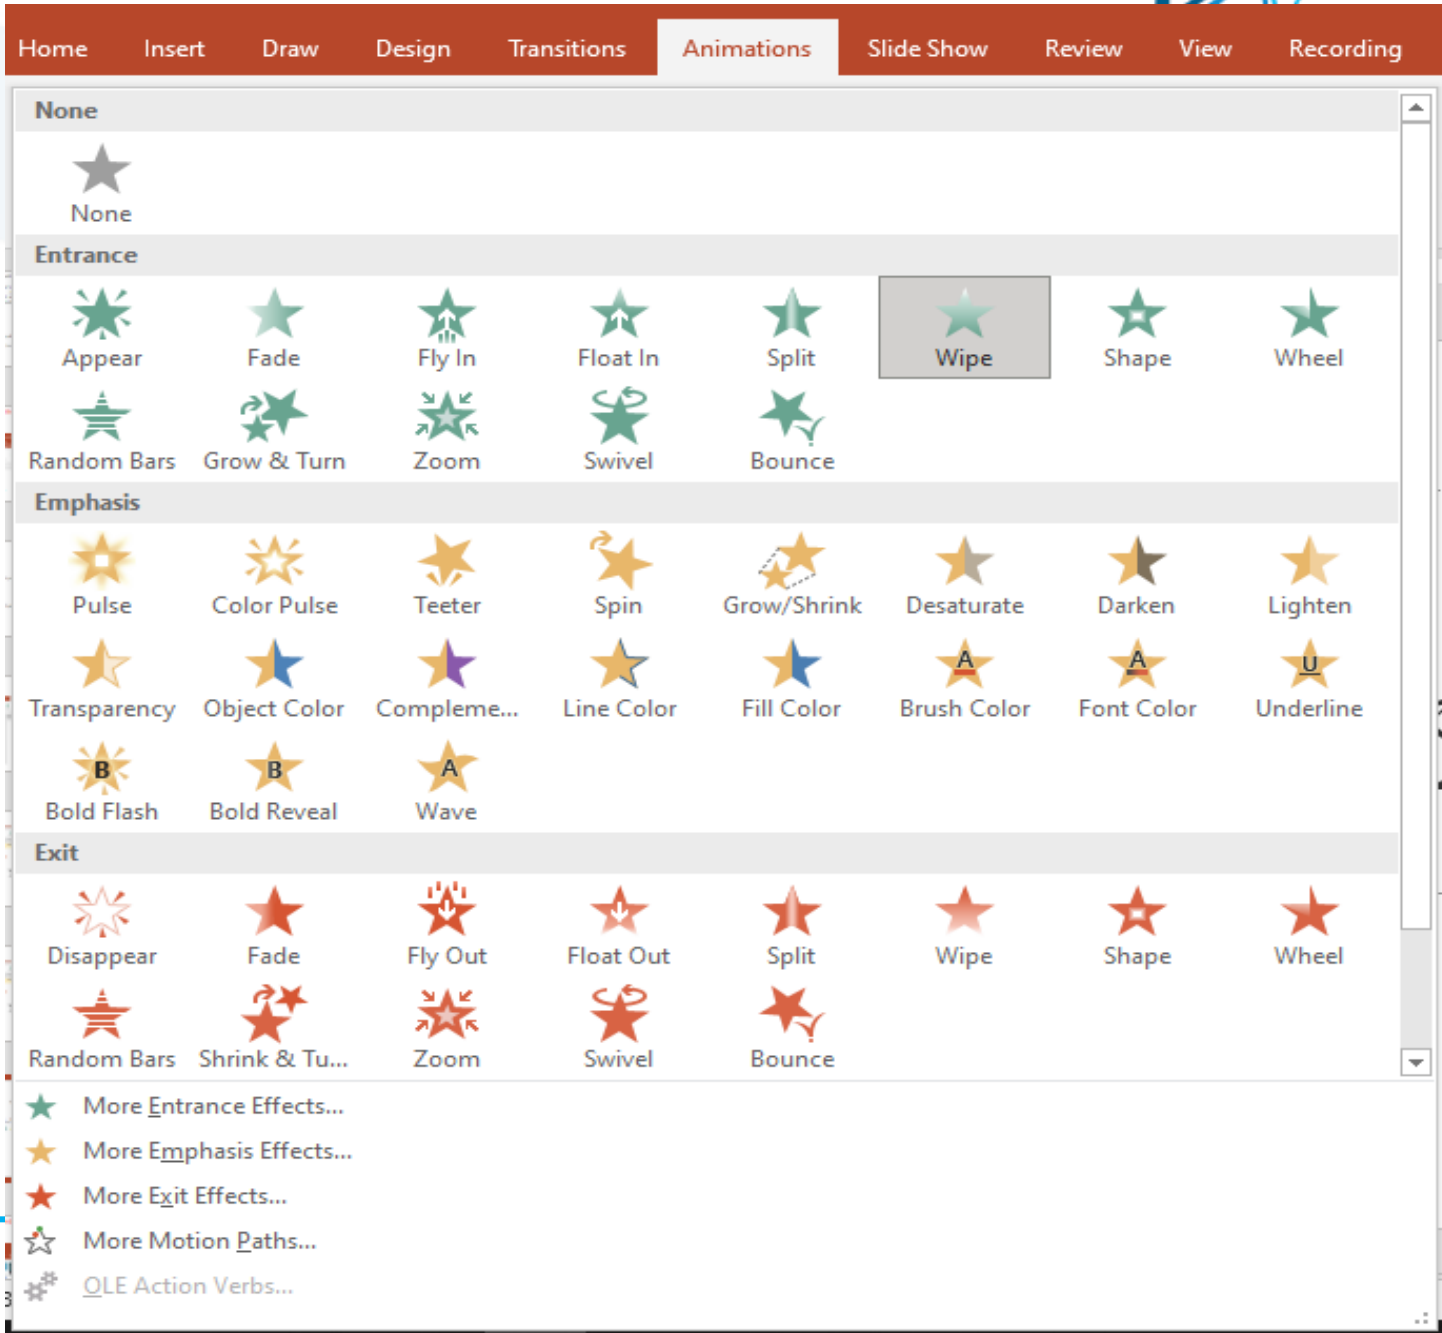 Home Insert Draw Design Transitions Animations Slide Show Review View Recording
None
None
Entrance
Appear Fade Fly In Float In Split Wipe Shape Wheel
Random Bars Grow & Turn Zoom Swivel Bounce
Emphasis
Pulse Color Pulse Teeter Spin Grow/Shrink Desaturate Darken Lighten
Transparency Object Color Compleme... Line Color Fill Color Brush Color Font Color Underline
Bold Flash Bold Reveal Wave
Exit
Disappear Fade Fly Out Float Out Split Wipe Shape Wheel
Random Bars Shrink & Tu... Zoom Swivel Bounce
More Entrance Effects...
More Emphasis Effects...
More Exit Effects...
More Motion Paths...
OLE Action Verbs...